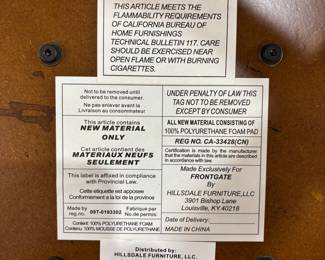 THIS ARTICLE MEETS THE
FLAMMABILITY REQUIREMENTS
OF CALIFORNIA BUREAU OF
HOME FURNISHINGS
TECHNICAL BULLETIN 117. CARE
SHOULD BE EXERCISED NEAR
OPEN FLAME OR WITH BURNING
CIGARETTES.
Not to be removed until
delivered to the consumer.
Ne pas enlever avant le
Livraison au consommateur
This article contains
NEW MATERIAL
ONLY
Cet article contient des
MATERIAUX NEUFS
SEULEMENT
This label is affixed in compliance
with Provincial Law.
Cette étiquette est apposée
Conformament a la loi de la province
Made by
reg.no:
09T-0193302
Fabrique par
No.de permis:
Content: 100% POLYURETHANE FOAM
Contenu: 100% MOUSSE DE POLYURETHANE
UNDER PENALTY OF LAW THIS
TAG NOT TO BE REMOVED
EXCEPT BY CONSUMER
ALL NEW MATERIAL CONSISTING OF
100% POLYURETHANE FOAM PAD
REG NO. CA-33428(CN)
Certification is made by the manufacturer
that the materials in this article are described
in accordance with law.
Made Exclusively For
FRONTGATE
By
HILLSDALE FURNITURE,LLC
3901 Bishop Lane
Louisville, KY40218
Date of Delivery:
MADE IN CHINA
Distributed by:
HILLSDALE FURNITURE, LLC.